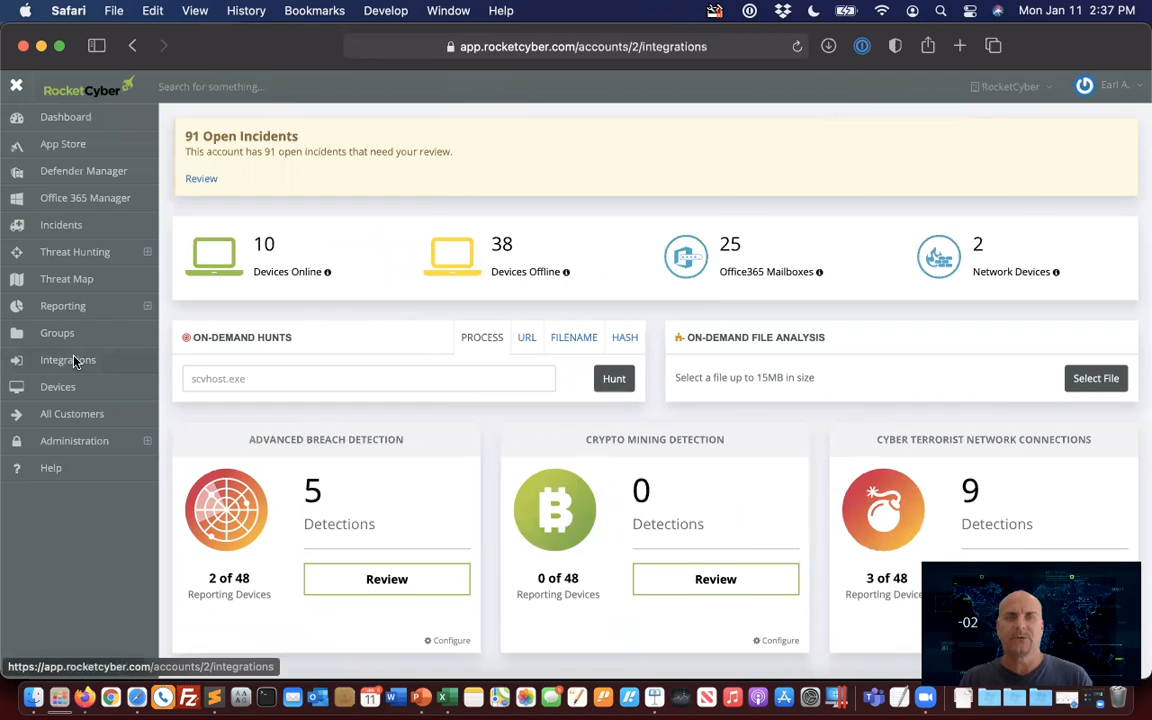 Safari File Edit View History Bookmarks Develop Window Help Mon Jan 11 2:37 PM
app.rocketcyber.com/accounts/2/integrations
RocketCyber Search for something... RocketCyber Earl A.
Dashboard
App Store
Defender Manager
Office 365 Manager
Incidents
Threat Hunting
Threat Map
Reporting
Groups
Integrations
Devices
All Customers
Administration
? Help
91 Open Incidents
This account has 91 open incidents that need your review.
Review
10
Devices Online
38
Devices Offline
25
Office365 Mailboxes
2
Network Devices
ON-DEMAND HUNTS PROCESS URL FILENAME HASH
scvhost.exe Hunt
ON-DEMAND FILE ANALYSIS
Select a file up to 15MB in size Select File
ADVANCED BREACH DETECTION
5
Detections
2 of 48
Reporting Devices
Review
Configure
CRYPTO MINING DETECTION
0
Detections
0 of 48
Reporting Devices
Review
Configure
CYBER TERRORIST NETWORK CONNECTIONS
9
Detections
3 of 48
Reporting Devices
-02
https://app.rocketcyber.com/accounts/2/integrations